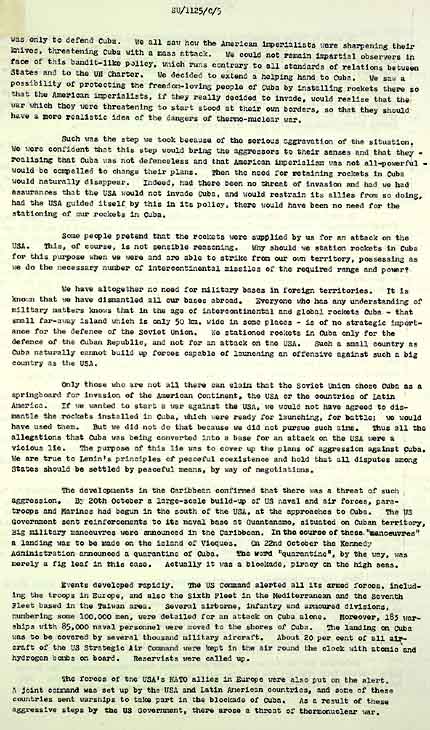 SU/1125/C/5
was only to defend Cuba. We all saw how the American imperialists were sharpening their
knives, threatening Cuba with a mass attack. We could not remain impartial observers in
face of this bandit-like policy, which runs contrary to all standards of relations between
States and to the UN Charter. We decided to extend a helping hand to Cuba. We saw a
possibility of protecting the freedom-loving people of Cuba by installing rockets there so
that the American imperialists, if they really decided to invade, would realise that the
war which they were threatening to start stood at their own borders, so that they should
have a more realistic idea of the dangers of thermo-nuclear war.
Such was the step we took because of the serious aggravation of the situation.
We were confident that this step would bring the aggressors to their senses and that they -
realising that Cuba was not defenceless and that American imperialism was not all-powerful -
would be compelled to change their plans. Then the need for retaining rockets in Cuba
would naturally disappear. Indeed, had there been no threat of invasion and had we had
assurances that the USA would not invade Cuba, and would restrain its allies from so doing,
had the USA guided itself by this in its policy, there would have been no need for the
stationing of our rockets in Cuba.
Some people pretend that the rockets were supplied by us for an attack on the
USA. This, of course, is not sensible reasoning. Why should we station rockets in Cuba
for this purpose when we were and are able to strike from our own territory, possessing as
we do the necessary number of intercontinental missiles of the required range and power?
We have altogether no need for military bases in foreign territories. It is
known that we have dismantled all our bases abroad. Everyone who has any understanding of
military matters knows that in the age of intercontinental and global rockets Cuba - that
small far-away island which is only 50 km. wide in some places - is of no strategic import-
ance for the defence of the Soviet Union. We stationed rockets in Cuba only for the
defence of the Cuban Republic, and not for an attack on the USA. Such a small country as
Cuba naturally cannot build up forces capable of launching an offensive against such a big
country as the USA.
Only those who are not all there can claim that the Soviet Union chose Cuba as a
springboard for invasion of the American Continent, the USA or the countries of Latin
America. If we wanted to start a war against the USA, we would not have agreed to dis-
mantle the rockets installed in Cuba, which were ready for launching, for battle; we would
have used them. But we did not do that because we did not pursue such aims. Thus all the
allegations that Cuba was being converted into a base for an attack on the USA were a
vicious lie. The purpose of this lie was to cover up the plans of aggression against Cuba.
We are true to Lenin's principles of peaceful coexistence and hold that all disputes among
States should be settled by peaceful means, by way of negotiations.
The developments in the Caribbean confirmed that there was a threat of such
aggression. By 20th October a large-scale build-up of US naval and air forces, para-
troops and Marines had begun in the south of the USA, at the approaches to Cuba. The US
Government sent reinforcements to its naval base at Guantanamo, situated on Cuban territory,
Big military manoeuvres were announced in the Caribbean. In the course of these "manoeuvres"
a landing was to be made on the island of Vieques. On 22nd October the Kennedy
Administration announced a quarantine of Cuba. The word "quarantine", by the way, was
merely a fig leaf in this case. Actually it was a blockade, piracy on the high seas.
Events developed rapidly. The US Command alerted all its armed forces, includ-
ing the troops in Europe, and also the Sixth Fleet in the Mediterranean and the Seventh
Fleet based in the Taiwan area. Several airborne, infantry and armoured divisions,
numbering some 100,000 men, were detailed for an attack on Cuba alone. Moreover, 183 war-
ships with 85,000 naval personnel were moved to the shores of Cuba. The landing on Cuba
was to be covered by several thousand military aircraft. About 20 per cent of all air-
craft of the US Strategic Air Command were kept in the air round the clock with atomic and
hydrogen bombs on board. Reservists were called up.
The forces of the USA's NATO allies in Europe were also put on the alert.
A joint command was set up by the USA and Latin American countries, and some of these
countries sent warships to take part in the blockade of Cuba. As a result of these
aggressive steps by the US Government, there arose a threat of thermonuclear war.